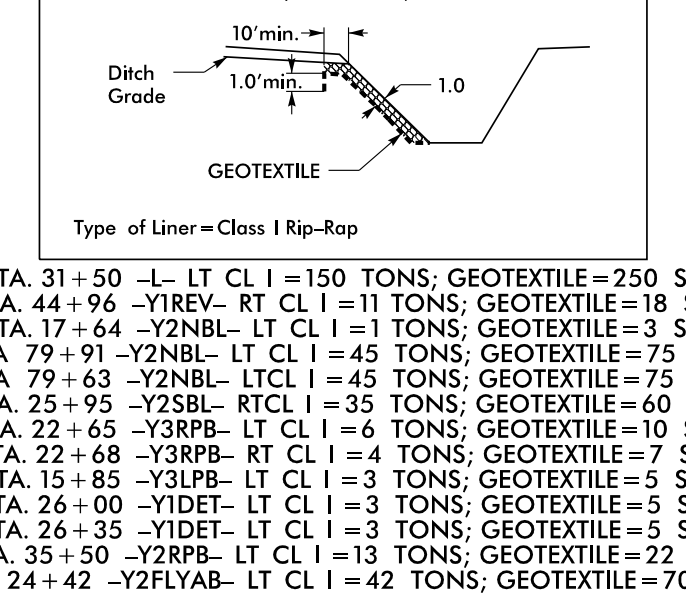 10'min.
Ditch
Grade
1.0'min.
1.0
GEOTEXTILE
Type of Liner = Class I Rip-Rap
TA. 31+50 -L- LT CL I =150 TONS; GEOTEXTILE=250 S
A. 44+96 -Y1REV- RT CL I =11 TONS; GEOTEXTILE=18 S
TA. 17+64 -Y2NBL- LT CL I =1 TONS; GEOTEXTILE=3 S
A 79+91 -Y2NBL- LT CL I =45 TONS; GEOTEXTILE=75
A 79+63 -Y2NBL- LTCL I =45 TONS; GEOTEXTILE=75
A. 25+95 -Y2SBL- RTCL I =35 TONS; GEOTEXTILE=60
A. 22+65 -Y3RPB- LT CL I =6 TONS; GEOTEXTILE=10 S
TA. 22+68 -Y3RPB- RT CL I =4 TONS; GEOTEXTILE=7 S
TA. 15+85 -Y3LPB- LT CL I =3 TONS; GEOTEXTILE=5 S
TA. 26+00 -Y1DET- LT CL I =3 TONS; GEOTEXTILE=5 S
TA. 26+35 -Y1DET- LT CL I =3 TONS; GEOTEXTILE=5 S
A. 35+50 -Y2RPB- LT CL I =13 TONS; GEOTEXTILE=22
24+42 -Y2FLYAB- LT CL I =42 TONS; GEOTEXTILE=70